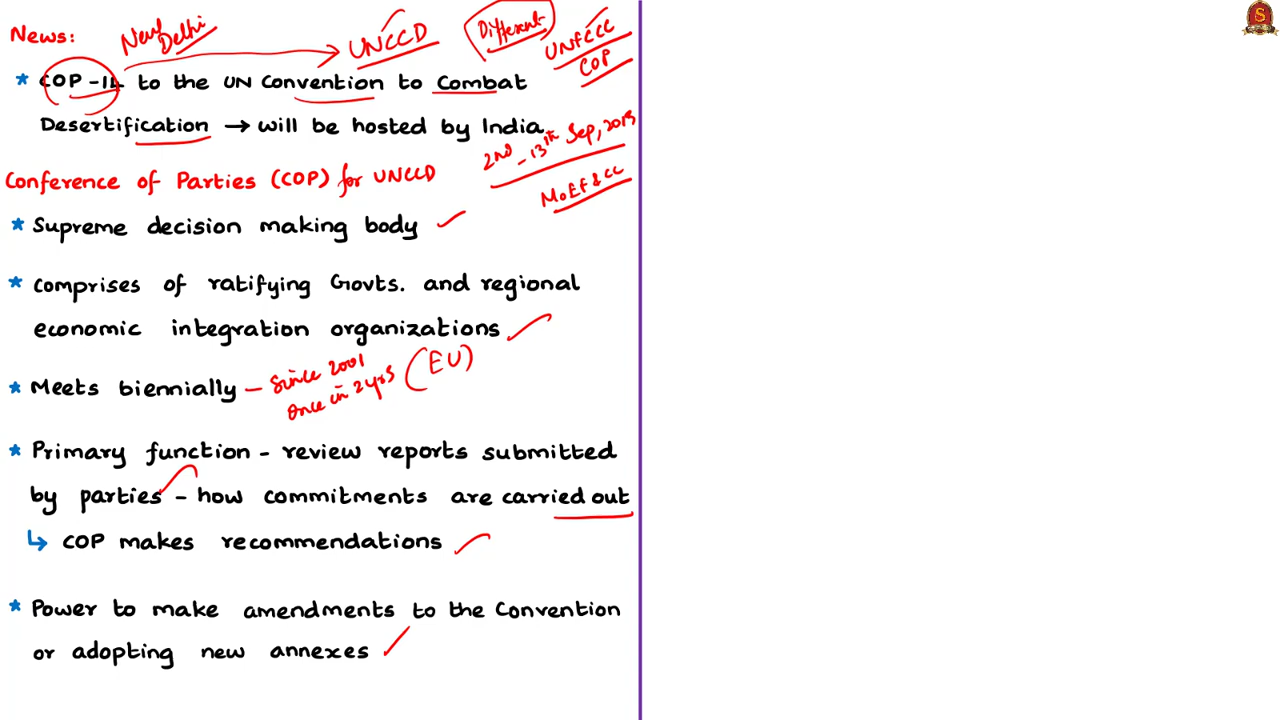 News:
New Delhi
UNCCD
Different
UNFCCC
COP
* COP-14 to the UN Convention to Combat
Desertification → will be hosted by India
2nd - 13th Sep, 2019
MoEF & CC
Conference of Parties (COP) for UNCCD
* Supreme decision making body
* Comprises of ratifying Govts. and regional
economic integration organizations
(EU)
* Meets biennially - Since 2001
Once in 2 yrs
* Primary function - review reports submitted
by parties - how commitments are carried out
↳ COP makes recommendations
* Power to make amendments to the Convention
or adopting new annexes
S